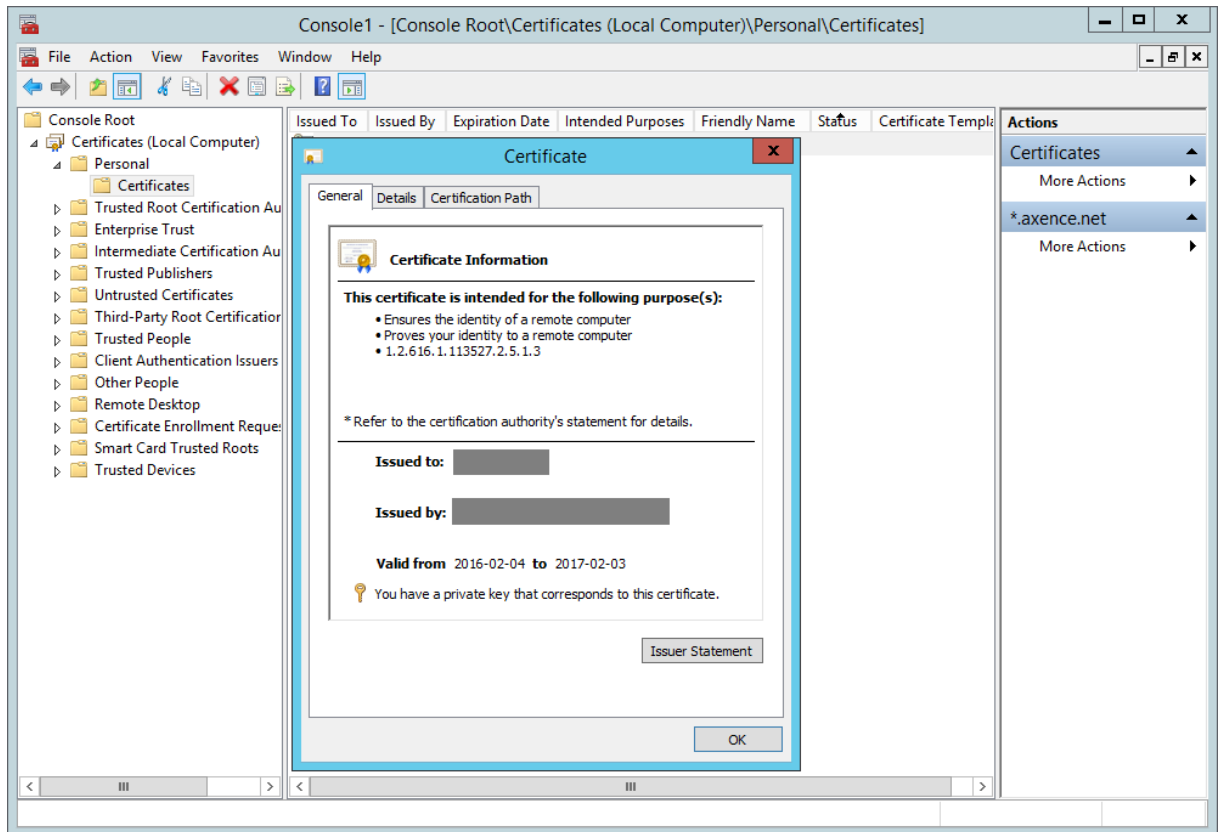 Console1 - [Console Root\Certificates (Local Computer)\Personal\Certificates]
File Action View Favorites Window Help
Console Root
Certificates (Local Computer)
Personal
Certificates
Trusted Root Certification Au
Enterprise Trust
Intermediate Certification Au
Trusted Publishers
Untrusted Certificates
Third-Party Root Certification
Trusted People
Client Authentication Issuers
Other People
Remote Desktop
Certificate Enrollment Reques
Smart Card Trusted Roots
Trusted Devices
Issued To Issued By Expiration Date Intended Purposes Friendly Name Status Certificate Templa
Certificate
General Details Certification Path
Certificate Information
This certificate is intended for the following purpose(s):
• Ensures the identity of a remote computer
• Proves your identity to a remote computer
• 1.2.616.1.113527.2.5.1.3
* Refer to the certification authority's statement for details.
Issued to:
Issued by:
Valid from 2016-02-04 to 2017-02-03
You have a private key that corresponds to this certificate.
Issuer Statement
OK
Actions
Certificates
More Actions
*.axence.net
More Actions